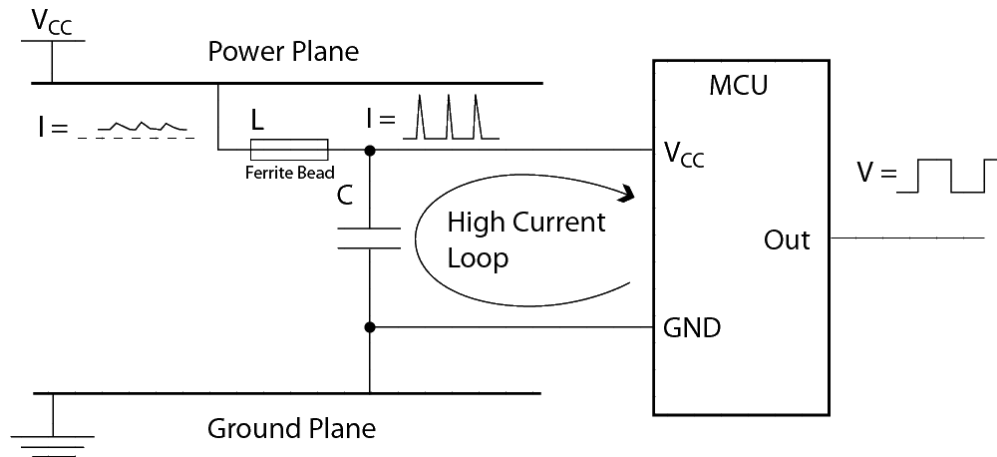 VCC
Power Plane
MCU
I =
L
I =
Ferrite Bead
VCC
V =
C
High Current
Loop
Out
GND
Ground Plane